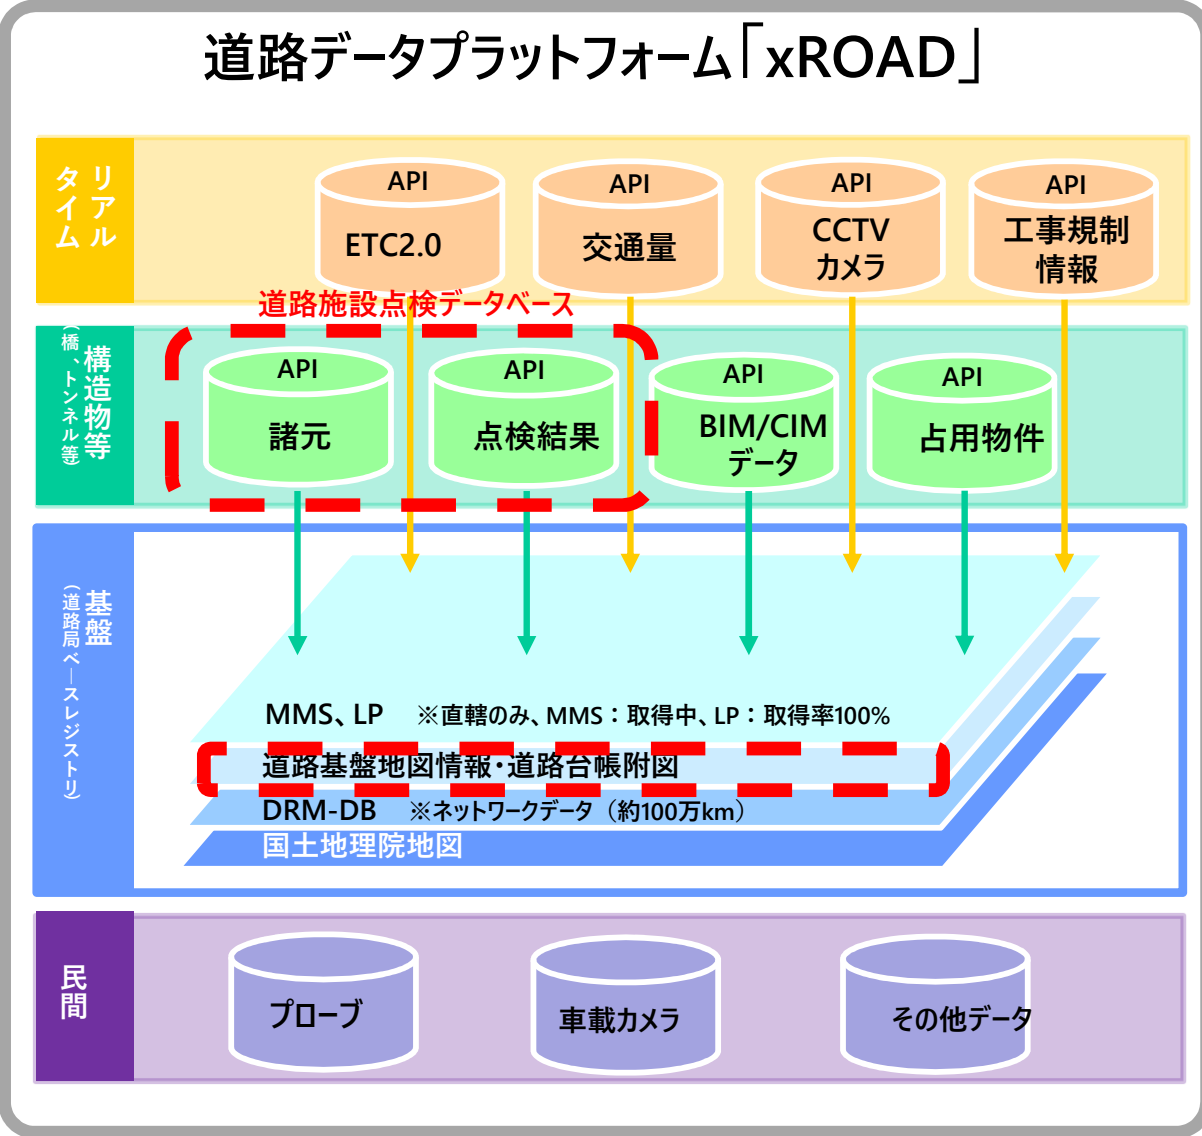 道路データプラットフォーム「xROAD」
リアル
タイム
API
ETC2.0
API
交通量
API
CCTV
カメラ
API
工事規制
情報
道路施設点検データベース
構造物等
(橋、トンネル等)
API
諸元
API
点検結果
API
BIM/CIM
データ
API
占用物件
基盤
(道路局ベースレジストリ)
MMS、LP ※直轄のみ、MMS：取得中、LP：取得率100%
道路基盤地図情報・道路台帳附図
DRM-DB ※ネットワークデータ（約100万km）
国土地理院地図
民間
プローブ
車載カメラ
その他データ